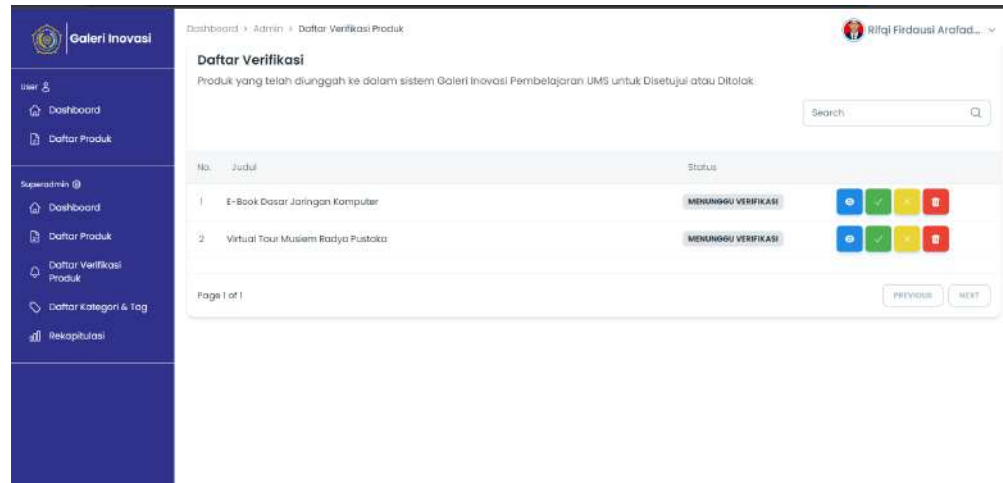 Galeri Inovasi
User
Dashboard
Daftar Produk
Superadmin
Dashboard
Daftar Produk
Daftar Verifikasi
Produk
Daftar Kategori & Tag
Rekapitulasi
Dashboard > Admin > Daftar Verifikasi Produk
Rifqi Firdausi Arafad...
Daftar Verifikasi
Produk yang telah diunggah ke dalam sistem Galeri Inovasi Pembelajaran UMS untuk Disetujui atau Ditolak
Search
No. Judul Status
1 E-Book Dasar Jaringan Komputer MENUNGGU VERIFIKASI
2 Virtual Tour Musiem Radya Pustaka MENUNGGU VERIFIKASI
Page 1 of 1
PREVIOUS NEXT